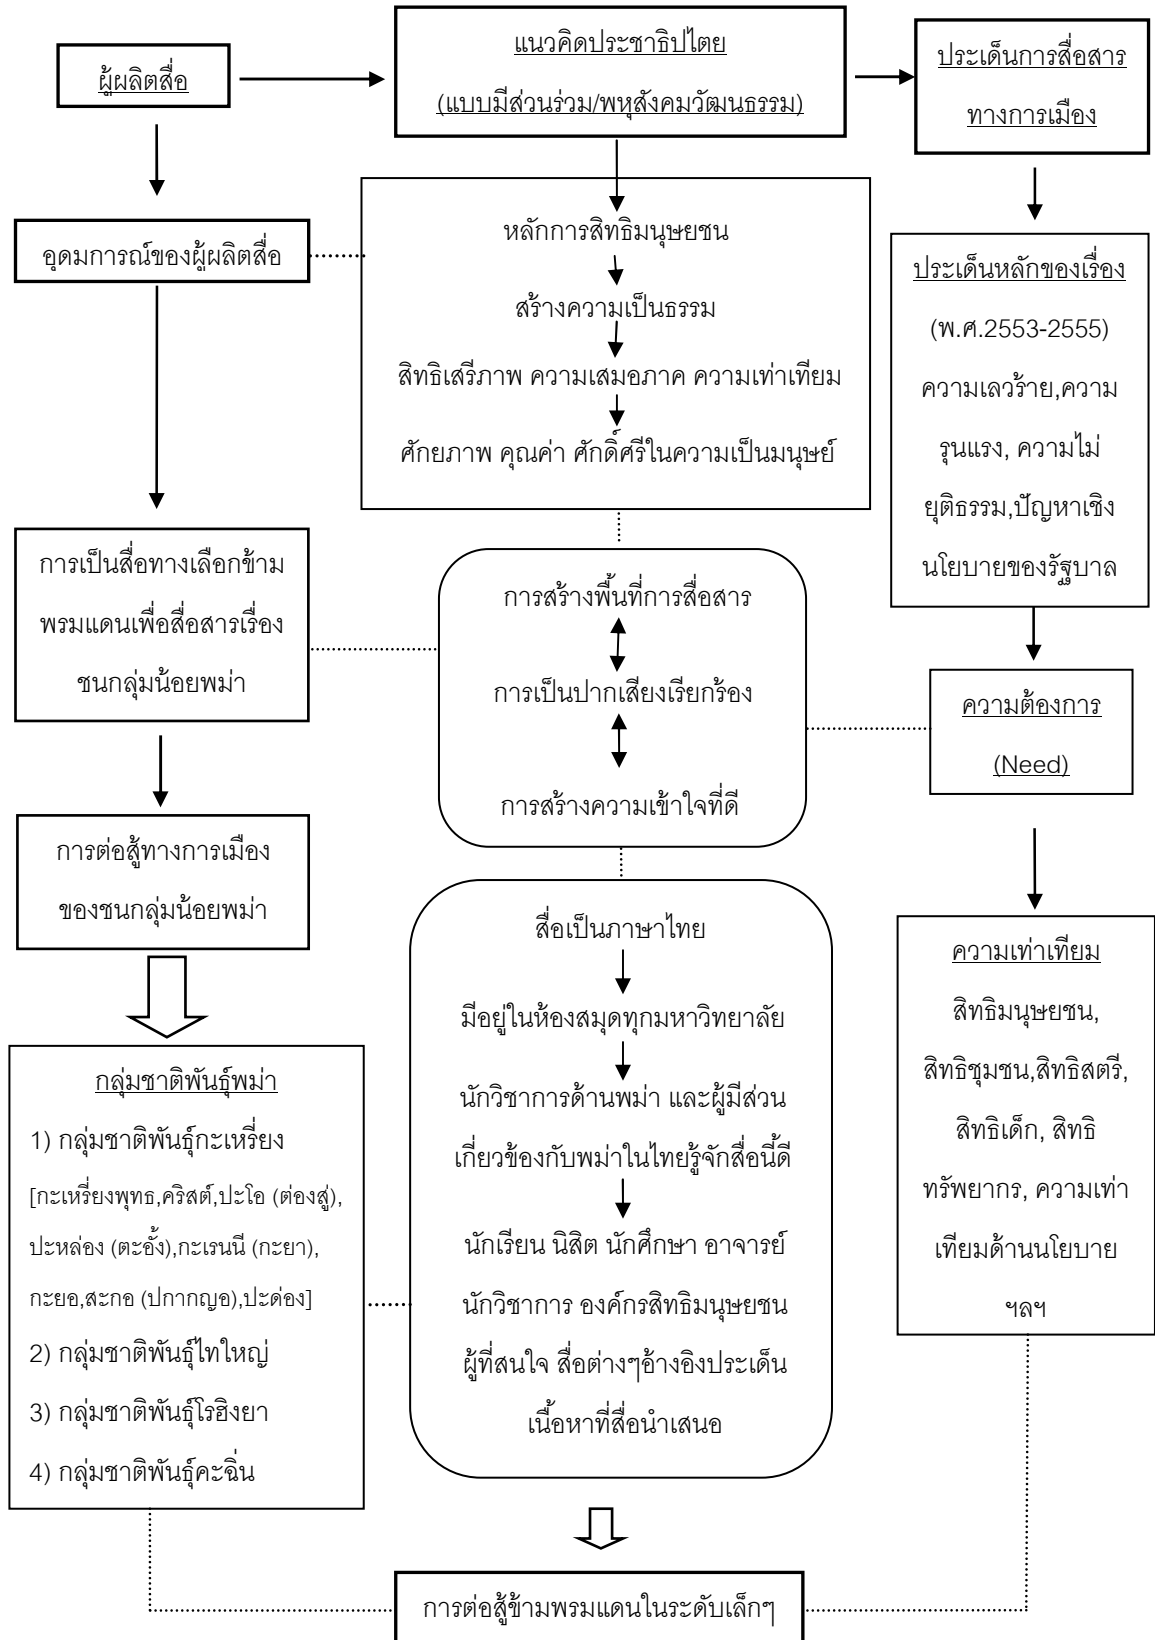 ผู้ผลิตสื่อ
แนวคิดประชาธิปไตย
(แบบมีส่วนร่วม/พหุสังคมวัฒนธรรม)
ประเด็นการสื่อสาร
ทางการเมือง
อุดมการณ์ของผู้ผลิตสื่อ
หลักการสิทธิมนุษยชน
สร้างความเป็นธรรม
สิทธิเสรีภาพ ความเสมอภาค ความเท่าเทียม
ศักยภาพ คุณค่า ศักดิ์ศรีในความเป็นมนุษย์
ประเด็นหลักของเรื่อง
(พ.ศ.2553-2555)
ความเลวร้าย,ความ
รุนแรง, ความไม่
ยุติธรรม,ปัญหาเชิง
นโยบายของรัฐบาล
การเป็นสื่อทางเลือกข้าม
พรมแดนเพื่อสื่อสารเรื่อง
ชนกลุ่มน้อยพม่า
การสร้างพื้นที่การสื่อสาร
การเป็นปากเสียงเรียกร้อง
การสร้างความเข้าใจที่ดี
ความต้องการ
(Need)
การต่อสู้ทางการเมือง
ของชนกลุ่มน้อยพม่า
สื่อเป็นภาษาไทย
มีอยู่ในห้องสมุดทุกมหาวิทยาลัย
นักวิชาการด้านพม่า และผู้มีส่วน
เกี่ยวข้องกับพม่าในไทยรู้จักสื่อนี้ดี
นักเรียน นิสิต นักศึกษา อาจารย์
นักวิชาการ องค์กรสิทธิมนุษยชน
ผู้ที่สนใจ สื่อต่างๆอ้างอิงประเด็น
เนื้อหาที่สื่อนำเสนอ
ความเท่าเทียม
สิทธิมนุษยชน,
สิทธิชุมชน,สิทธิสตรี,
สิทธิเด็ก, สิทธิ
ทรัพยากร, ความเท่า
เทียมด้านนโยบาย
ฯลฯ
กลุ่มชาติพันธุ์พม่า
1) กลุ่มชาติพันธุ์กะเหรี่ยง
[กะเหรี่ยงพุทธ,คริสต์,ปะโอ (ต่องสู่),
ปะหล่อง (ตะอั้ง),กะเรนนี (กะยา),
กะยอ,สะกอ (ปกากญอ),ปะด่อง]
2) กลุ่มชาติพันธุ์ไทใหญ่
3) กลุ่มชาติพันธุ์โรฮิงยา
4) กลุ่มชาติพันธุ์คะฉิ่น
การต่อสู้ข้ามพรมแดนในระดับเล็กๆ